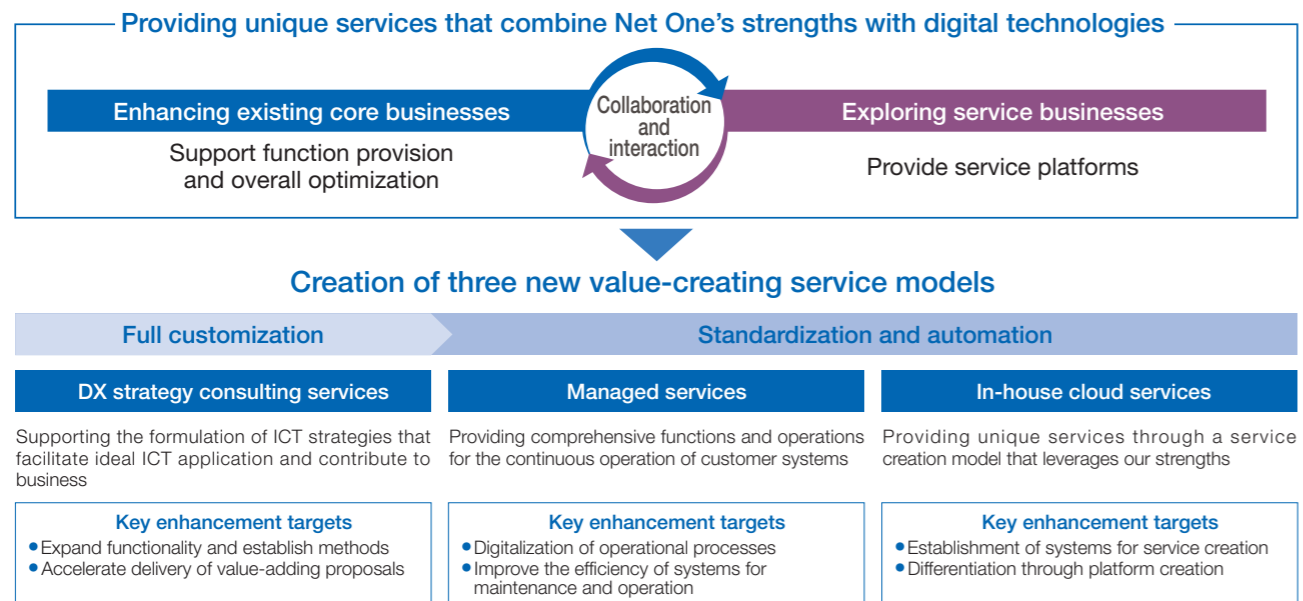 Providing unique services that combine Net One's strengths with digital technologies
Enhancing existing core businesses
Support function provision
and overall optimization
Collaboration
and
interaction
Exploring service businesses
Provide service platforms
Creation of three new value-creating service models
Full customization
Standardization and automation
DX strategy consulting services
Supporting the formulation of ICT strategies that
facilitate ideal ICT application and contribute to
business
Key enhancement targets
●Expand functionality and establish methods
●Accelerate delivery of value-adding proposals
Managed services
Providing comprehensive functions and operations
for the continuous operation of customer systems
Key enhancement targets
●Digitalization of operational processes
●Improve the efficiency of systems for
maintenance and operation
In-house cloud services
Providing unique services through a service
creation model that leverages our strengths
Key enhancement targets
●Establishment of systems for service creation
●Differentiation through platform creation